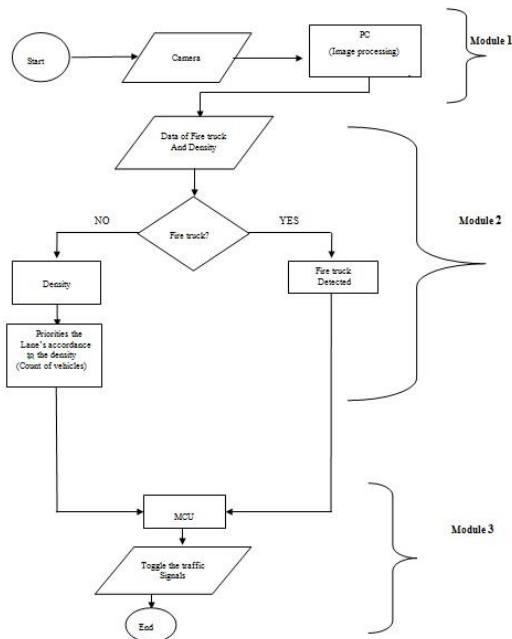 Start
Camera
PC
(Image processing)
Module 1
Data of Fire truck
And Density
Module 2
NO
YES
Fire truck?
Density
Fire truck
Detected
Priorities the
Lane's accordance
to the density
(Count of vehicles)
MCU
Module 3
Toggle the traffic
Signals
End